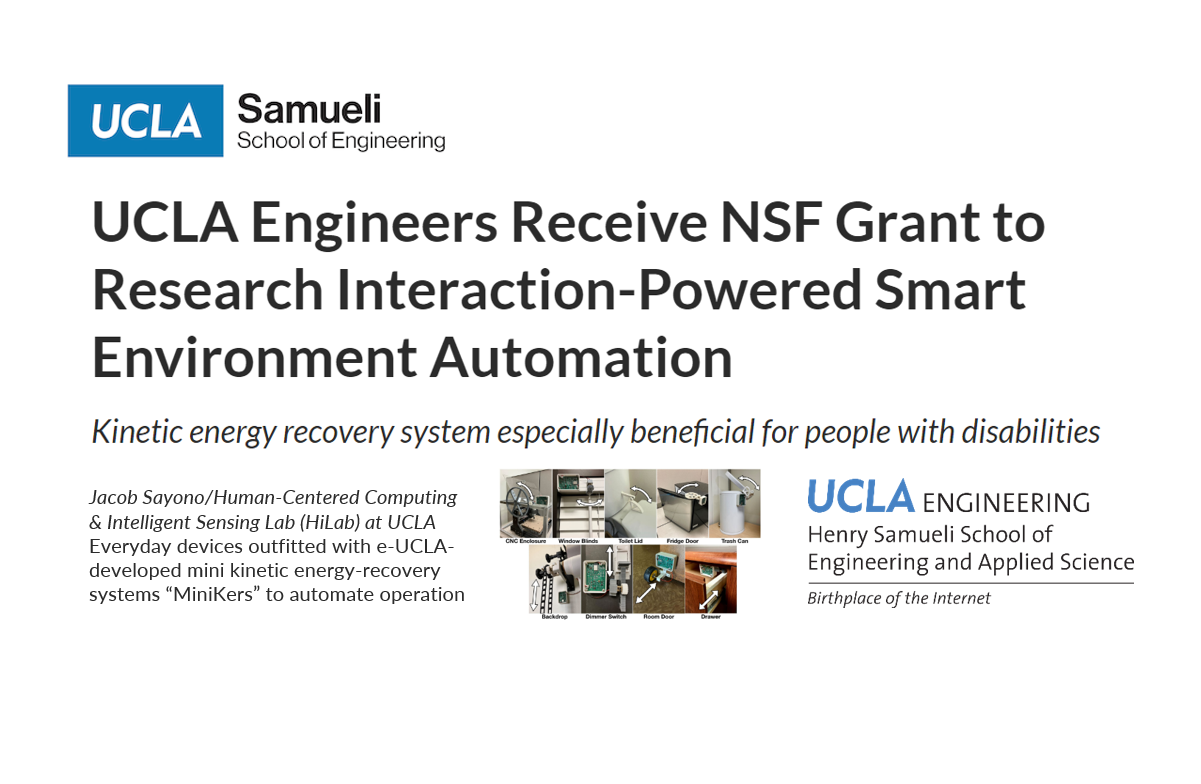 UCLA Samueli
School of Engineering
UCLA Engineers Receive NSF Grant to
Research Interaction-Powered Smart
Environment Automation
Kinetic energy recovery system especially beneficial for people with disabilities
Jacob Sayono/Human-Centered Computing
& Intelligent Sensing Lab (HiLab) at UCLA
Everyday devices outfitted with e-UCLA-
developed mini kinetic energy-recovery
systems “MiniKers” to automate operation
CNC Enclosure Window Blinds Toilet Lid Fridge Door Trash Can
Backdrop Dimmer Switch Room Door Drawer
UCLA ENGINEERING
Henry Samueli School of
Engineering and Applied Science
Birthplace of the Internet